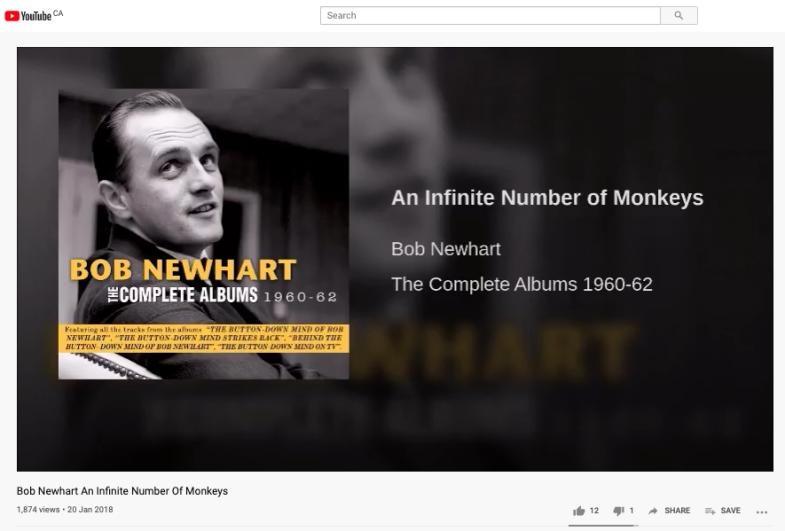 YouTube CA
Search
BOB NEWHART
THE COMPLETE ALBUMS 1960-62
Featuring all the tracks from the albums "THE BUTTON-DOWN MIND OF BOB
NEWHART", "THE BUTTON-DOWN MIND STRIKES BACK", "BEHIND THE
BUTTON-DOWN MIND OF BOB NEWHART", "THE BUTTON-DOWN MIND ON TV".
An Infinite Number of Monkeys
Bob Newhart
The Complete Albums 1960-62
Bob Newhart An Infinite Number Of Monkeys
1,874 views • 20 Jan 2018
12
1
SHARE
SAVE